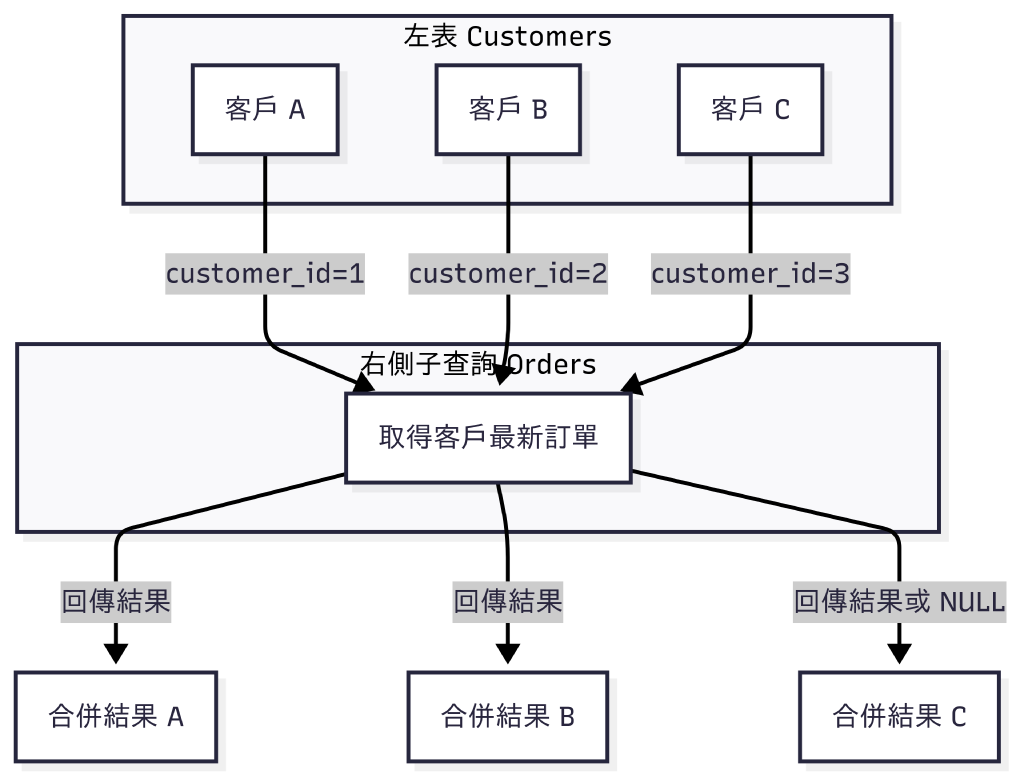 左表 Customers
客戶 A
客戶 B
客戶 C
customer_id=1
customer_id=2
customer_id=3
右側子查詢 Orders
取得客戶最新訂單
回傳結果
回傳結果
回傳結果或 NULL
合併結果 A
合併結果 B
合併結果 C